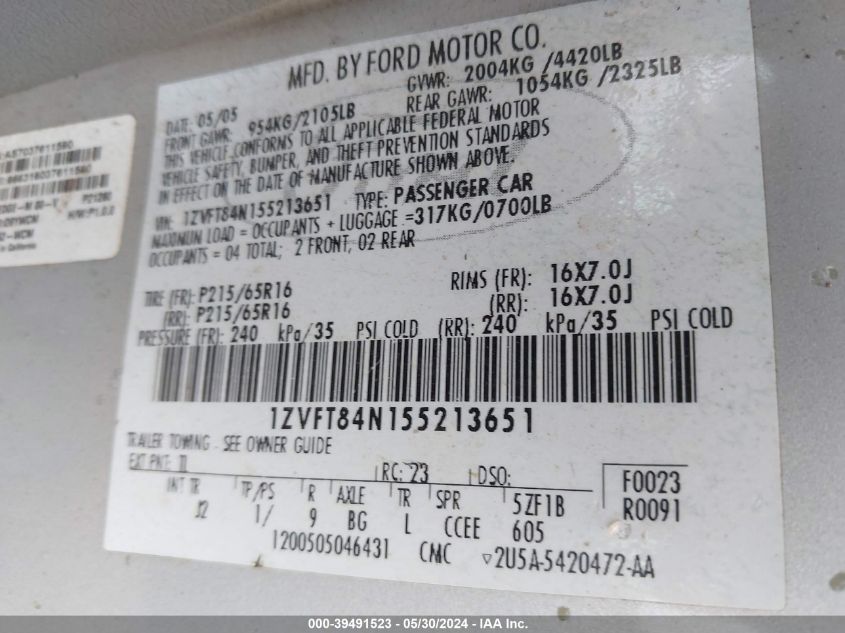 MFD. BY FORD MOTOR CO.
DATE: 05/05 GVWR: 2004KG /4420LB
FRONT GAWR: 954KG/2105LB REAR GAWR: 1054KG /2325LB
THIS VEHICLE CONFORMS TO ALL APPLICABLE FEDERAL MOTOR
VEHICLE SAFETY, BUMPER, AND THEFT PREVENTION STANDARDS
IN EFFECT ON THE DATE OF MANUFACTURE SHOWN ABOVE.
VIN: 1ZVFT84N155213651 TYPE: PASSENGER CAR
MAXIMUM LOAD = OCCUPANTS + LUGGAGE =317KG/0700LB
OCCUPANTS = 04 TOTAL; 2 FRONT, 02 REAR
TIRE (FR): P215/65R16 RIMS (FR): 16X7.0J
(RR): P215/65R16 (RR): 16X7.0J
PRESSURE (FR): 240 kPa/35 PSI COLD (RR): 240 kPa/35 PSI COLD
1ZVFT84N155213651
TRAILER TOWING - SEE OWNER GUIDE
EXT PNT: TL RC: 23 DSO: F0023
INT TR TP/PS R AXLE TR SPR 5ZF1B R0091
J2 1/ 9 BG L CCEE 605
1200505046431 CMC ▿2U5A-5420472-AA
in California
000-39491523 - 05/30/2024 - IAA Inc.